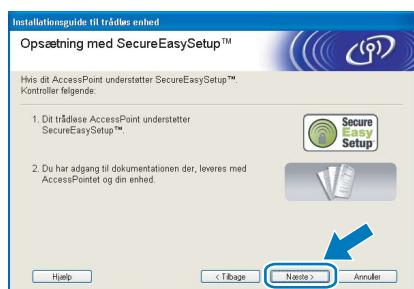 Installationsguide til trådløs enhed
Opsætning med SecureEasySetup™
Hvis dit AccessPoint understøtter SecureEasySetup™.
Kontroller følgende:
1. Dit trådløse AccessPoint understøtter
SecureEasySetup™.
Secure
Easy
Setup
2. Du har adgang til dokumentationen der, leveres med
AccessPointet og din enhed.
Hjælp
< Tilbage
Næste >
Annuller